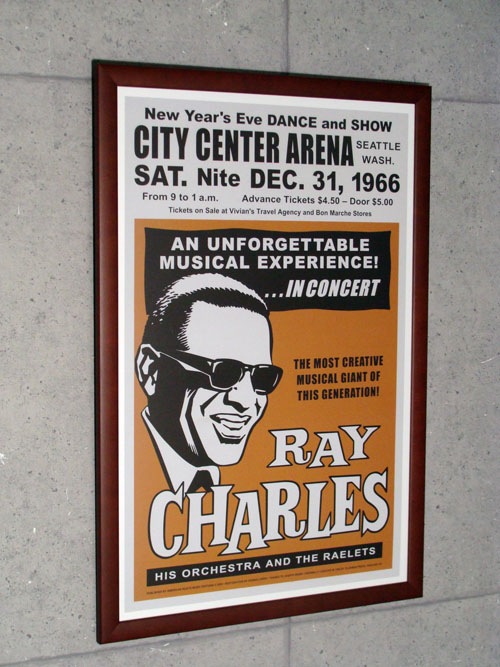 New Year's Eve DANCE and SHOW
CITY CENTER ARENA SEATTLE WASH.
SAT. Nite DEC. 31, 1966
From 9 to 1 a.m. Advance Tickets $4.50 – Door $5.00
Tickets on Sale at Vivian's Travel Agency and Bon Marche Stores
AN UNFORGETTABLE
MUSICAL EXPERIENCE!
...IN CONCERT
THE MOST CREATIVE
MUSICAL GIANT OF
THIS GENERATION!
RAY
CHARLES
HIS ORCHESTRA AND THE RAELETS